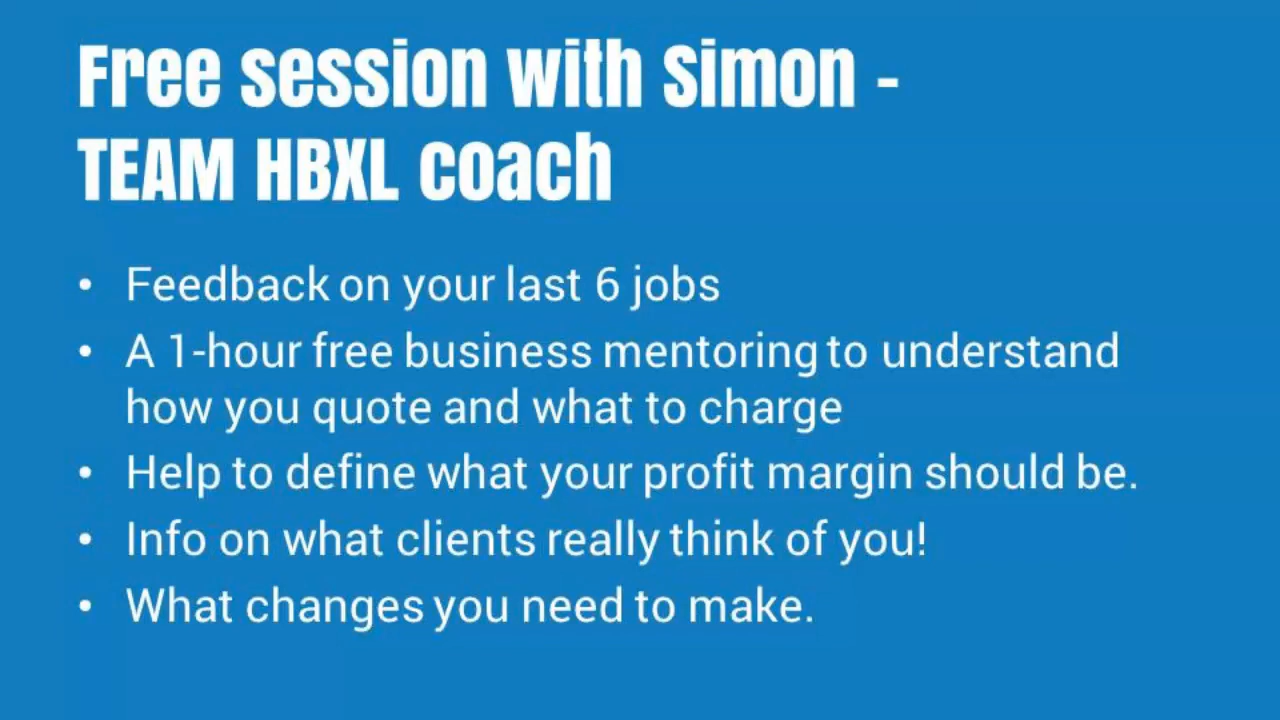 Free session with Simon -
TEAM HBXL coach
• Feedback on your last 6 jobs
• A 1-hour free business mentoring to understand
how you quote and what to charge
• Help to define what your profit margin should be.
• Info on what clients really think of you!
• What changes you need to make.